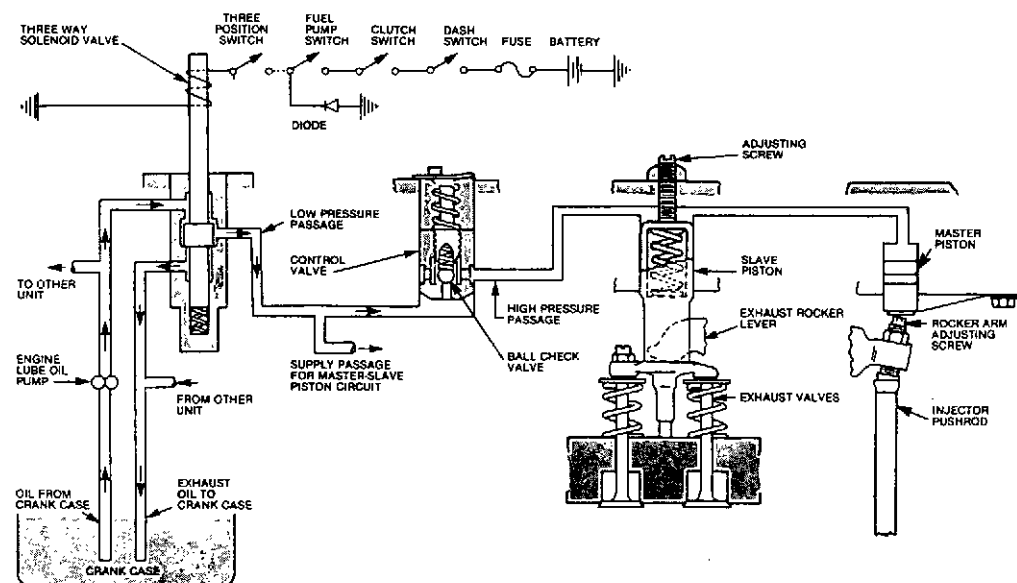 THREE WAY
SOLENOID VALVE
THREE
POSITION
SWITCH
FUEL
PUMP
SWITCH
CLUTCH
SWITCH
DASH
SWITCH
FUSE
BATTERY
DIODE
ADJUSTING
SCREW
LOW PRESSURE
PASSAGE
CONTROL
VALVE
MASTER
PISTON
SLAVE
PISTON
TO OTHER
UNIT
HIGH PRESSURE
PASSAGE
EXHAUST ROCKER
LEVER
ROCKER ARM
ADJUSTING
SCREW
ENGINE
LUBE OIL
PUMP
SUPPLY PASSAGE
FOR MASTER-SLAVE
PISTON CIRCUIT
BALL CHECK
VALVE
FROM OTHER
UNIT
EXHAUST VALVES
INJECTOR
PUSHROD
OIL FROM
CRANK CASE
EXHAUST
OIL TO
CRANK CASE
CRANK CASE